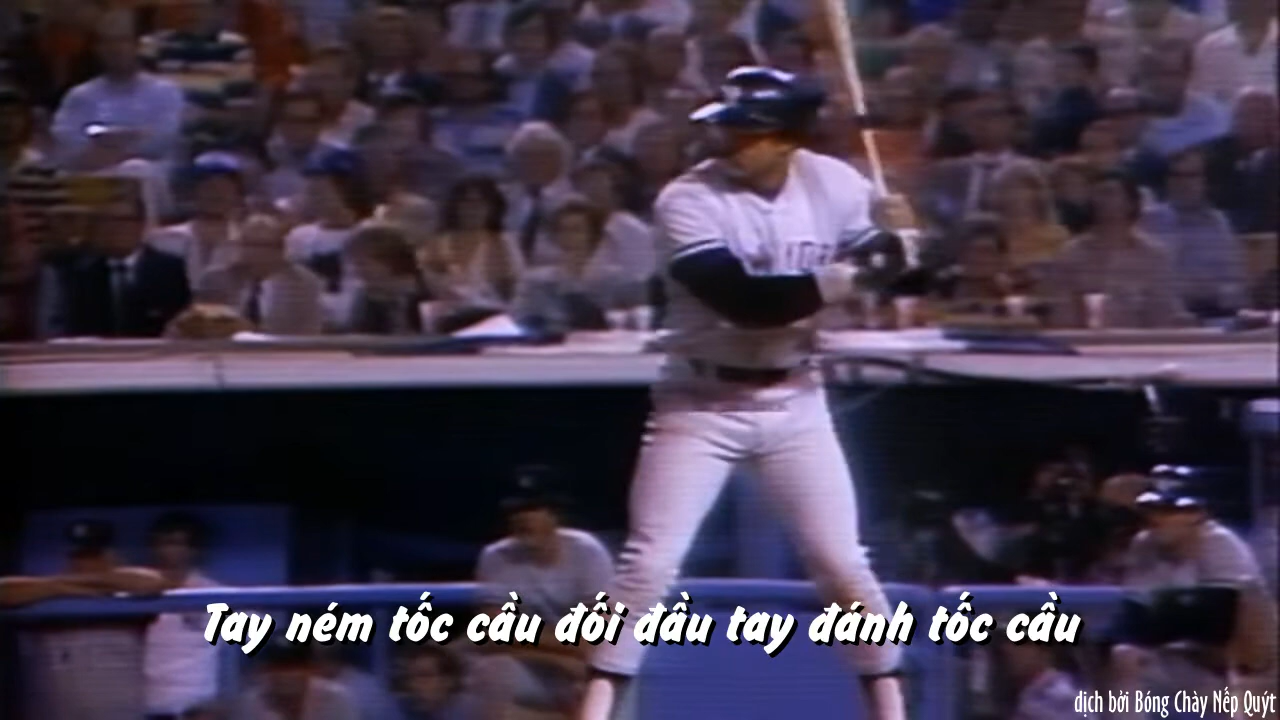 Tay ném tốc cầu đối đầu tay đánh tốc cầu
dịch bởi Bóng Chày Nếp Quýt